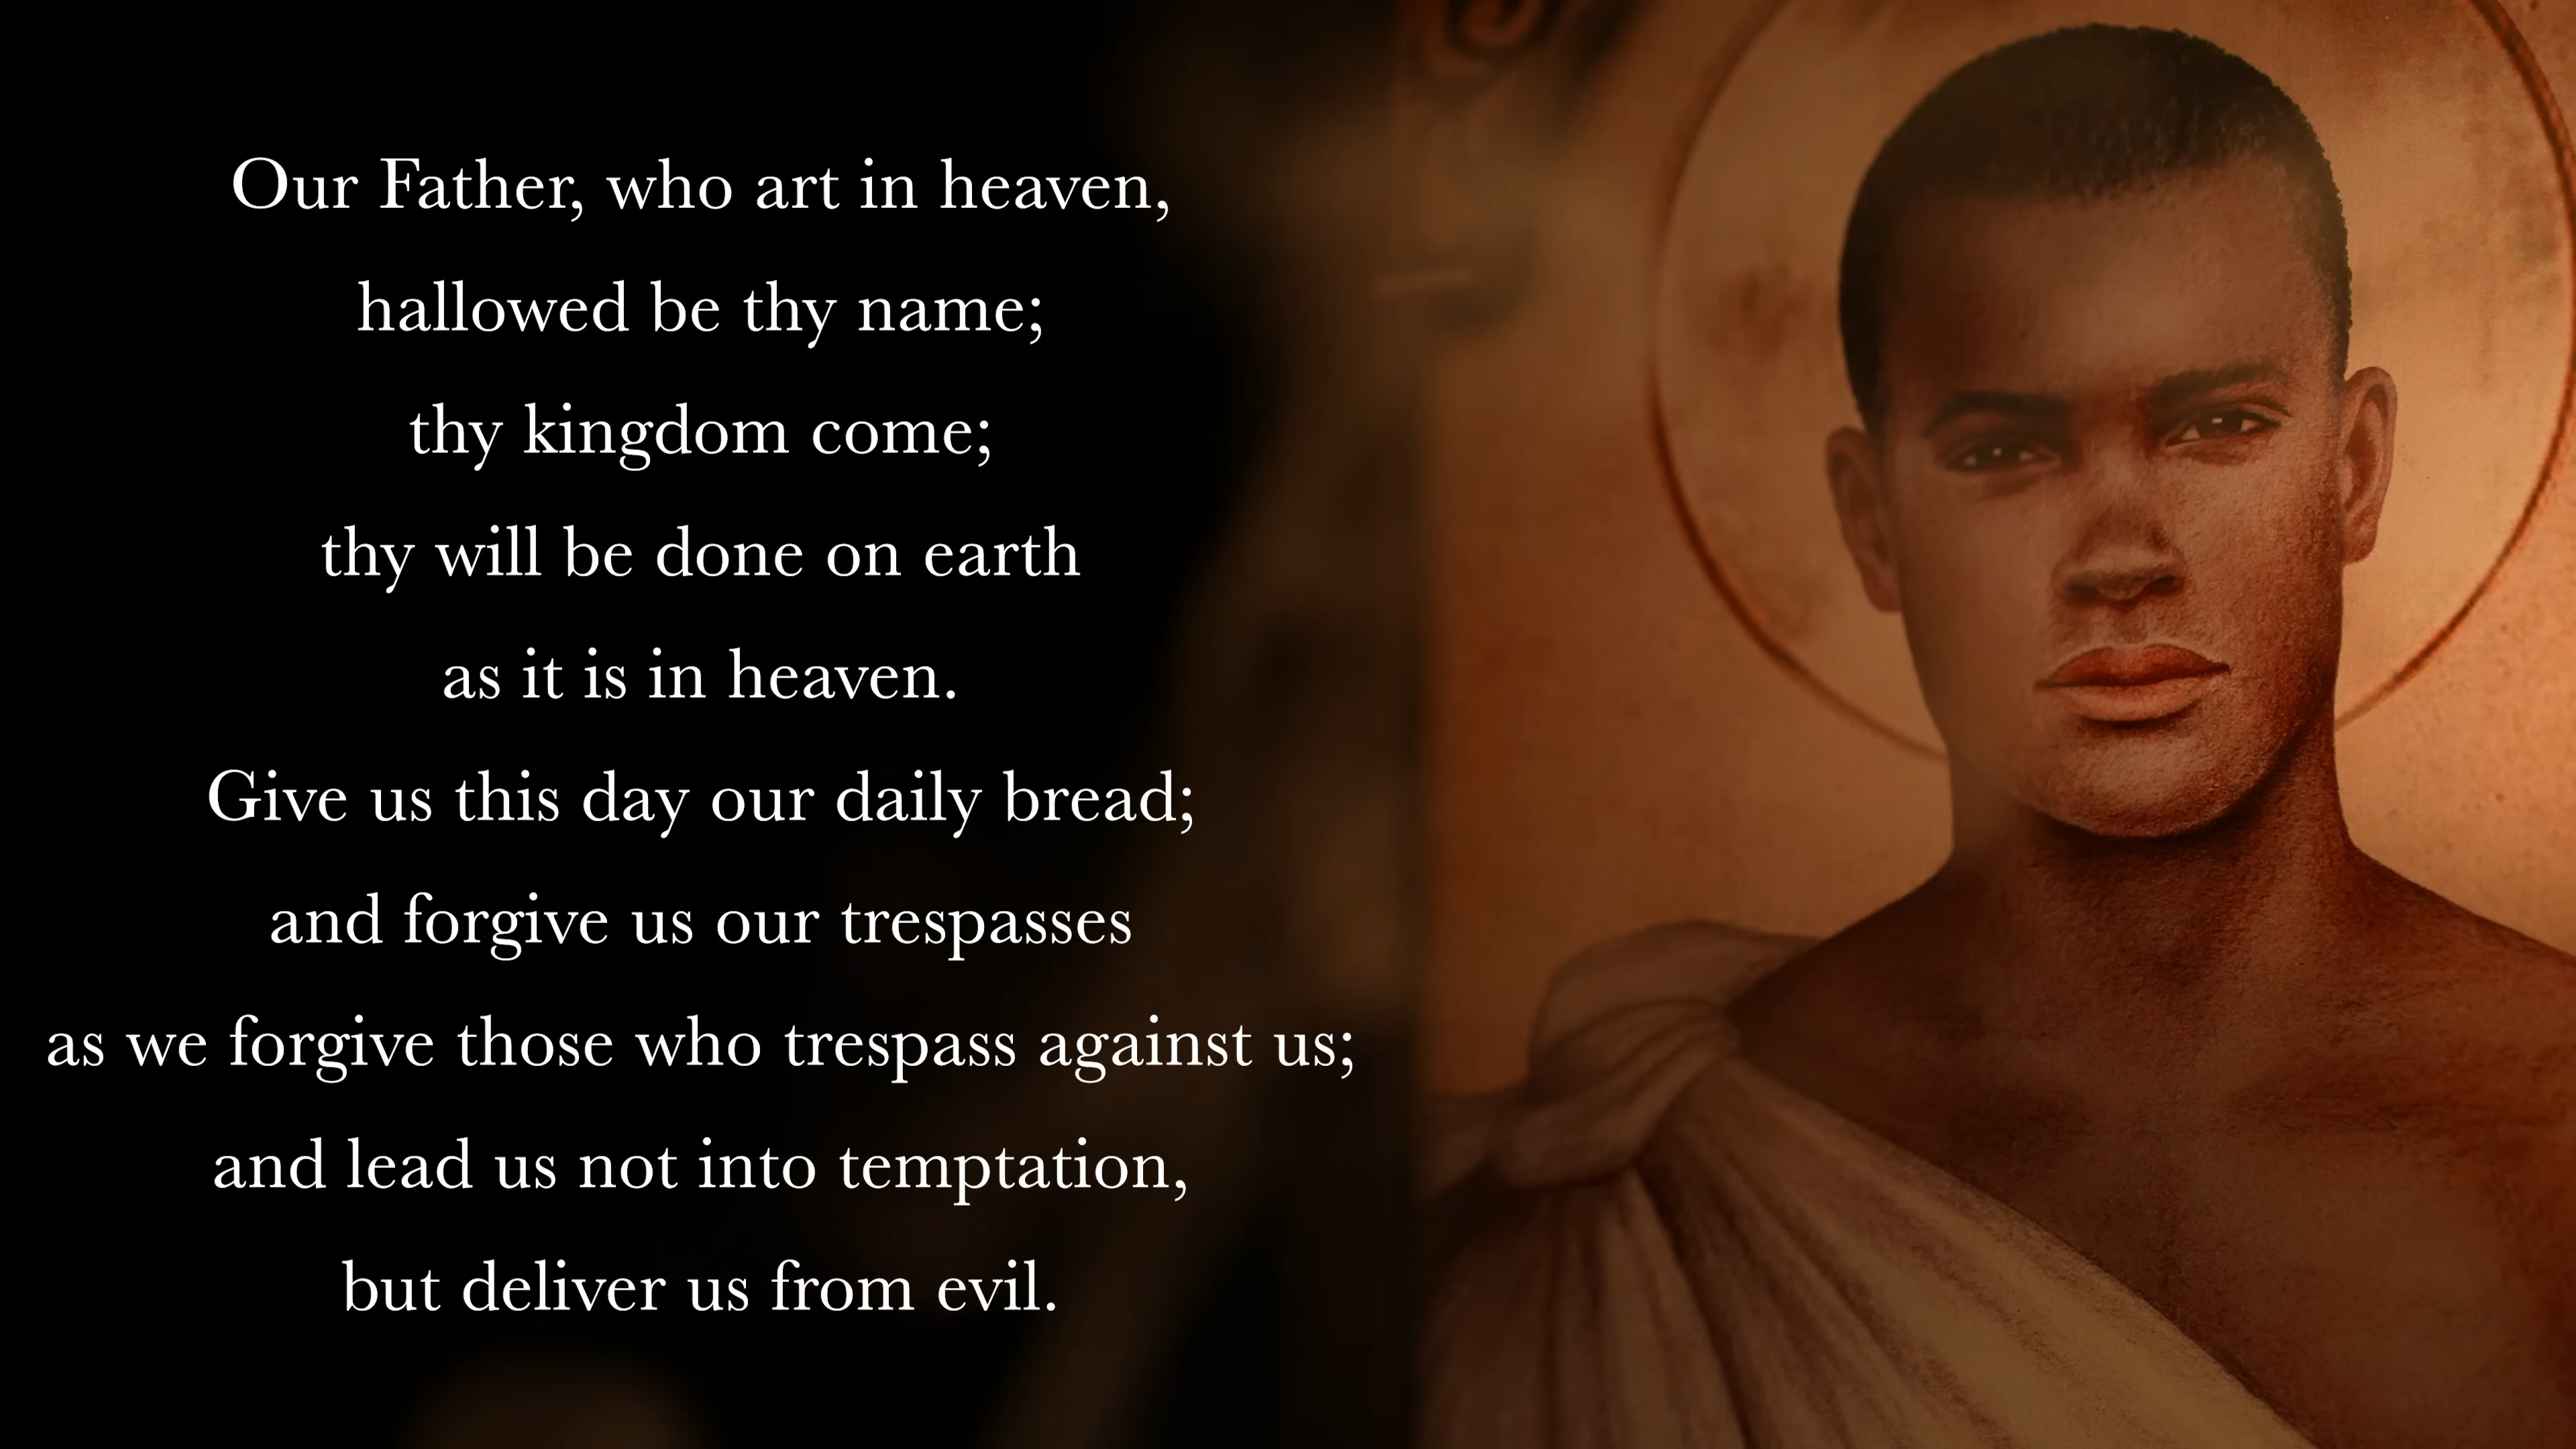 Our Father, who art in heaven,
hallowed be thy name;
thy kingdom come;
thy will be done on earth
as it is in heaven.
Give us this day our daily bread;
and forgive us our trespasses
as we forgive those who trespass against us;
and lead us not into temptation,
but deliver us from evil.